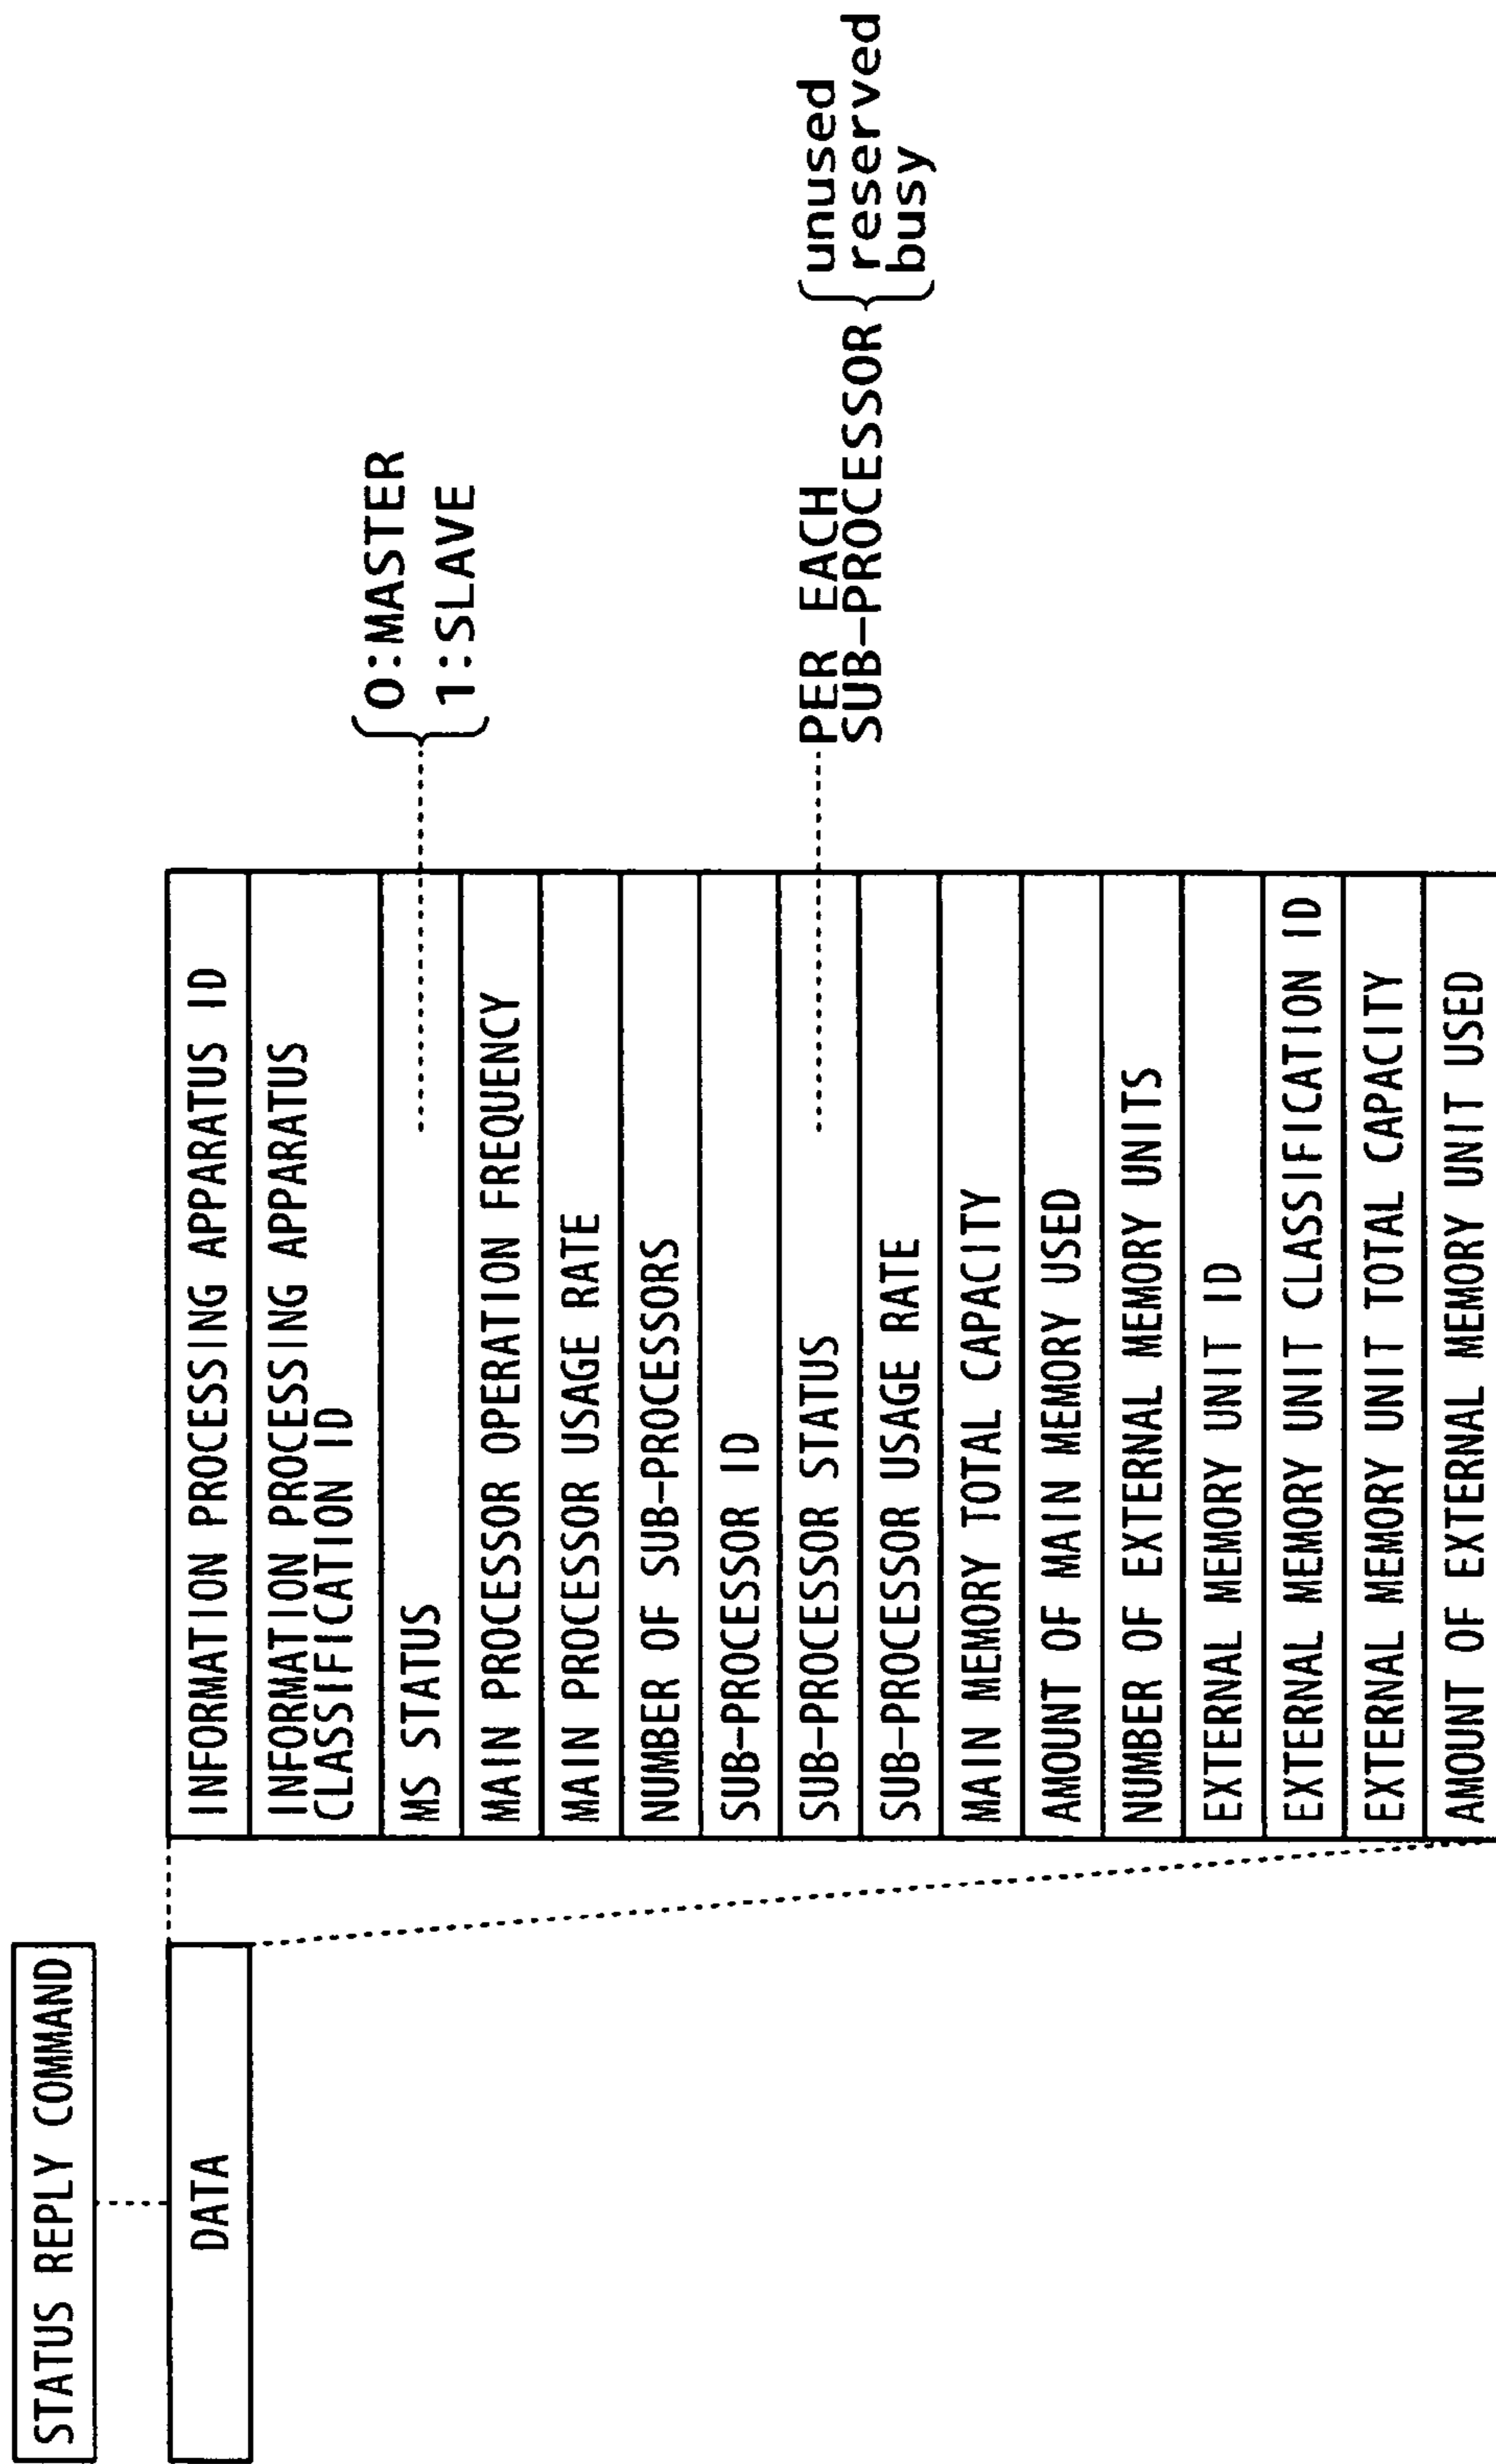 STATUS REPLY COMMAND
DATA
INFORMATION PROCESSING APPARATUS ID
INFORMATION PROCESSING APPARATUS
CLASSIFICATION ID
MS STATUS
0:MASTER
1:SLAVE
MAIN PROCESSOR OPERATION FREQUENCY
MAIN PROCESSOR USAGE RATE
NUMBER OF SUB-PROCESSORS
SUB-PROCESSOR ID
SUB-PROCESSOR STATUS
PER EACH
SUB-PROCESSOR
unused
reserved
busy
SUB-PROCESSOR USAGE RATE
MAIN MEMORY TOTAL CAPACITY
AMOUNT OF MAIN MEMORY USED
NUMBER OF EXTERNAL MEMORY UNITS
EXTERNAL MEMORY UNIT ID
EXTERNAL MEMORY UNIT CLASSIFICATION ID
EXTERNAL MEMORY UNIT TOTAL CAPACITY
AMOUNT OF EXTERNAL MEMORY UNIT USED